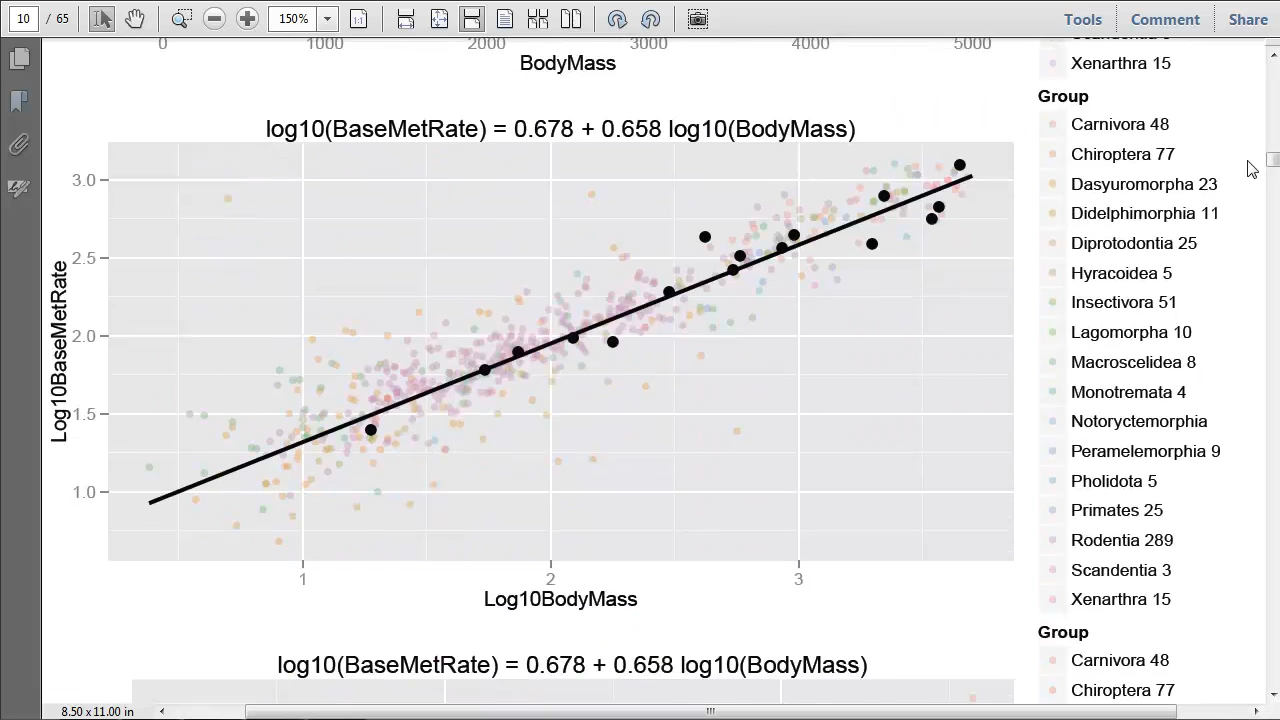 10 / 65
150%
Tools
Comment
Share
0 1000 2000 3000 4000 5000
BodyMass
Xenarthra 15
log10(BaseMetRate) = 0.678 + 0.658 log10(BodyMass)
3.0
2.5
2.0
1.5
1.0
Log10BaseMetRate
1 2 3
Log10BodyMass
Group
Carnivora 48
Chiroptera 77
Dasyuromorpha 23
Didelphimorphia 11
Diprotodontia 25
Hyracoidea 5
Insectivora 51
Lagomorpha 10
Macroscelidea 8
Monotremata 4
Notoryctemorphia
Peramelemorphia 9
Pholidota 5
Primates 25
Rodentia 289
Scandentia 3
Xenarthra 15
log10(BaseMetRate) = 0.678 + 0.658 log10(BodyMass)
Group
Carnivora 48
Chiroptera 77
8.50 x 11.00 in